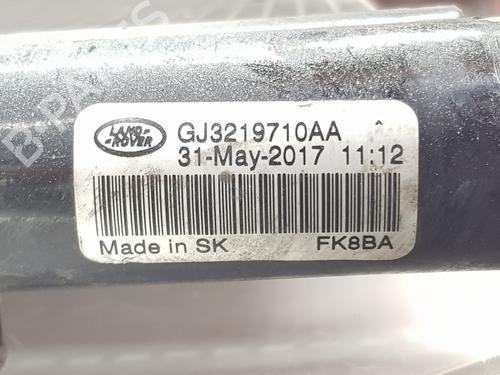 LAND-
-ROVER
GJ3219710AA
31-May-2017 11:12
Made in SK
FK8BA